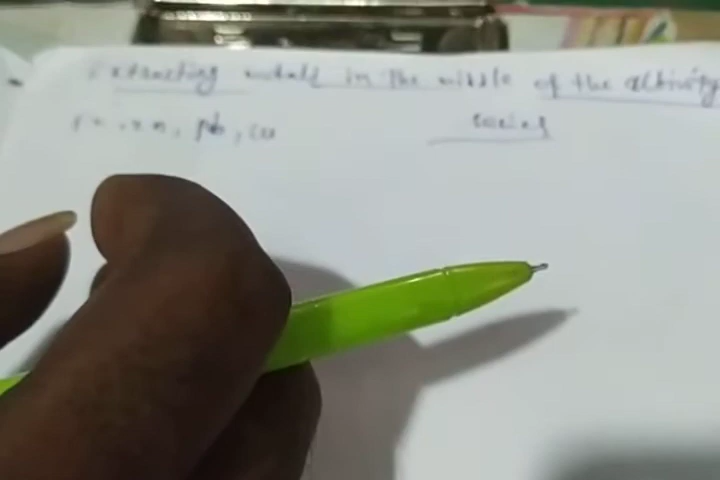 Extracting metals in the middle of the activity
series
Fe, Zn, Pb, Cu